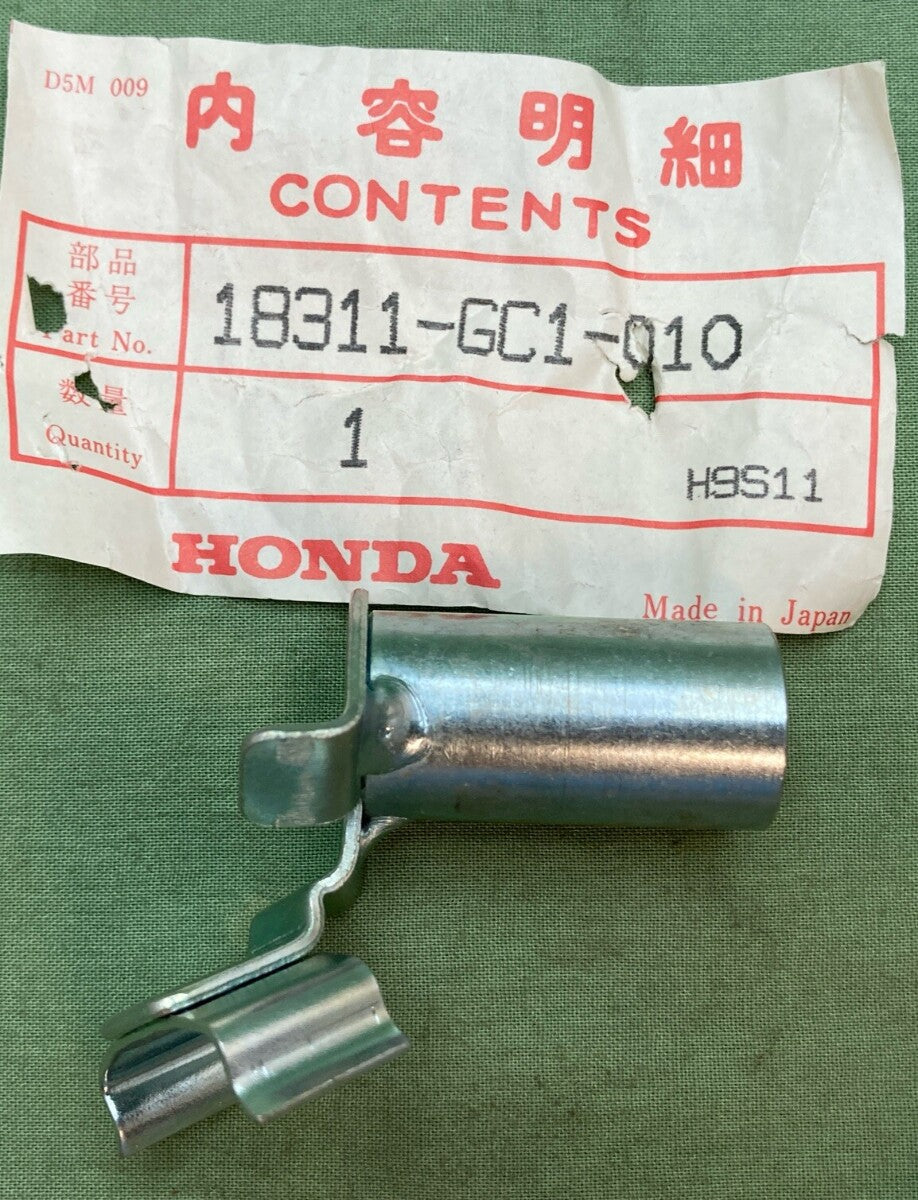 D5M 009
内容明細
CONTENTS
部品
番号
Part No.
18311-GC1-010
数量
Quantity
1
H9S11
HONDA
Made in Japan